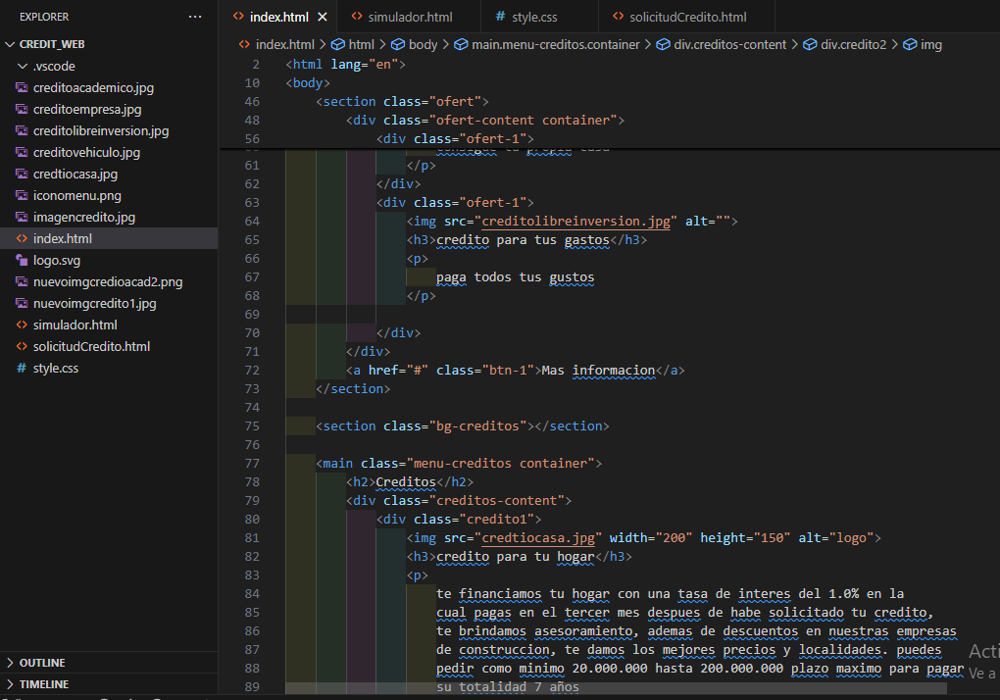 EXPLORER ...
CREDIT_WEB
.vscode
creditoacademico.jpg
creditoempresa.jpg
creditolibreinversion.jpg
creditovehiculo.jpg
credtiocasa.jpg
iconomenu.png
imagencredito.jpg
index.html
logo.svg
nuevoimgcredioacad2.png
nuevoimgcredito1.jpg
simulador.html
solicitudCredito.html
# style.css
OUTLINE
TIMELINE
index.html simulador.html # style.css solicitudCredito.html
index.html > html > body > main.menu-creditos.container > div.creditos-content > div.credito2 > img
2 <html lang="en">
10 <body>
46 <section class="ofert">
48 <div class="ofert-content container">
56 <div class="ofert-1">
consigue tu propia casa
61 </p>
62 </div>
63 <div class="ofert-1">
64 <img src="creditolibreinversion.jpg" alt="">
65 <h3>credito para tus gastos</h3>
66 <p>
67 paga todos tus gustos
68 </p>
69
70 </div>
71 </div>
72 <a href="#" class="btn-1">Mas informacion</a>
73 </section>
74
75 <section class="bg-creditos"></section>
76
77 <main class="menu-creditos container">
78 <h2>Creditos</h2>
79 <div class="creditos-content">
80 <div class="credito1">
81 <img src="credtiocasa.jpg" width="200" height="150" alt="logo">
82 <h3>credito para tu hogar</h3>
83 <p>
84 te financiamos tu hogar con una tasa de interes del 1.0% en la
85 cual pagas en el tercer mes despues de habe solicitado tu credito,
86 te brindamos asesoramiento, ademas de descuentos en nuestras empresas
87 de construccion, te damos los mejores precios y localidades. puedes
88 pedir como minimo 20.000.000 hasta 200.000.000 plazo maximo para pagar
89 su totalidad 7 años
Acti
Ve a